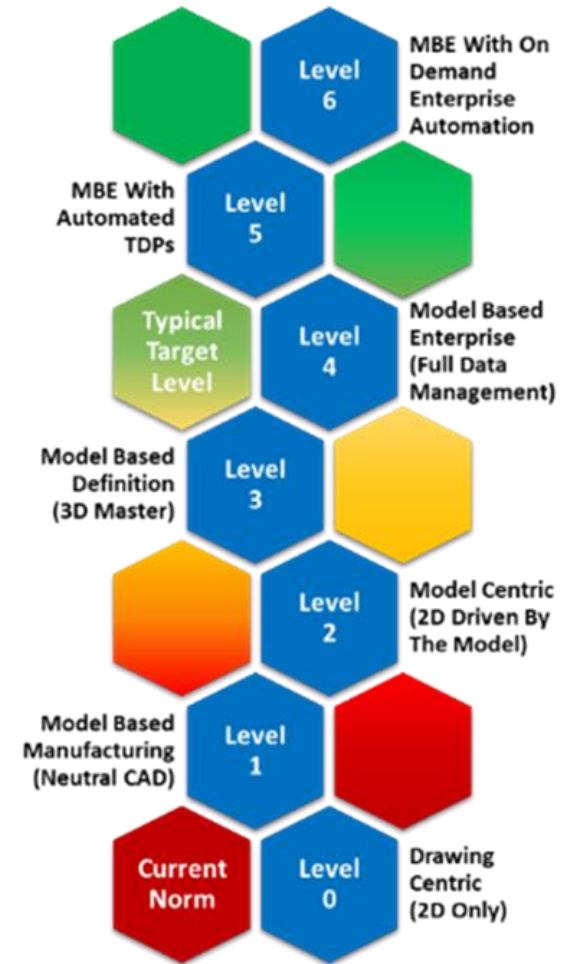 Level
6
MBE With On
Demand
Enterprise
Automation
MBE With
Automated
TDPs
Level
5
Typical
Target
Level
Level
4
Model Based
Enterprise
(Full Data
Management)
Model Based
Definition
(3D Master)
Level
3
Level
2
Model Centric
(2D Driven By
The Model)
Model Based
Manufacturing
(Neutral CAD)
Level
1
Current
Norm
Level
0
Drawing
Centric
(2D Only)